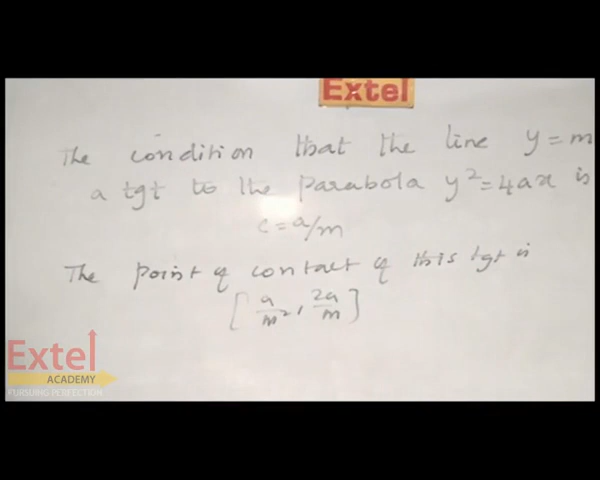 Extel
The condition that the line y = m
a tgt to the parabola y² = 4ax is
c = a/m
The point of contact of this tgt is
[ a/m², 2a/m ]
Extel
ACADEMY
PURSUING PERFECTION